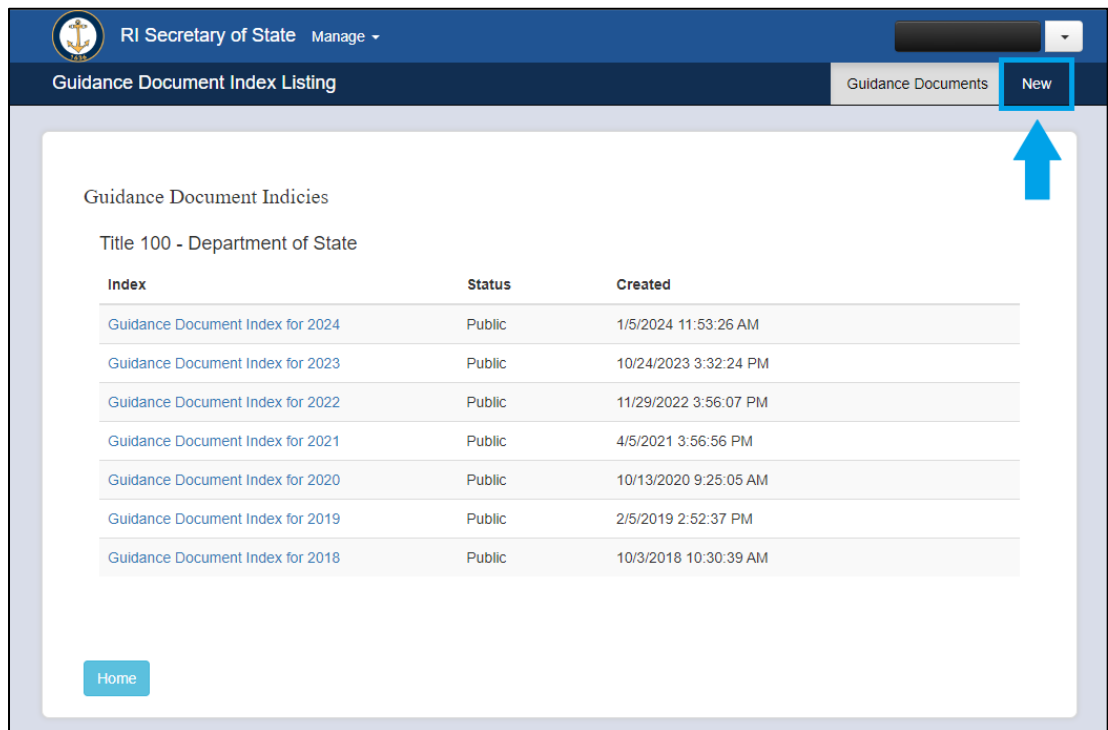 RI Secretary of State Manage
Guidance Document Index Listing Guidance Documents New
1636
Guidance Document Indicies
Title 100 - Department of State
Index Status Created
Guidance Document Index for 2024 Public 1/5/2024 11:53:26 AM
Guidance Document Index for 2023 Public 10/24/2023 3:32:24 PM
Guidance Document Index for 2022 Public 11/29/2022 3:56:07 PM
Guidance Document Index for 2021 Public 4/5/2021 3:56:56 PM
Guidance Document Index for 2020 Public 10/13/2020 9:25:05 AM
Guidance Document Index for 2019 Public 2/5/2019 2:52:37 PM
Guidance Document Index for 2018 Public 10/3/2018 10:30:39 AM
Home